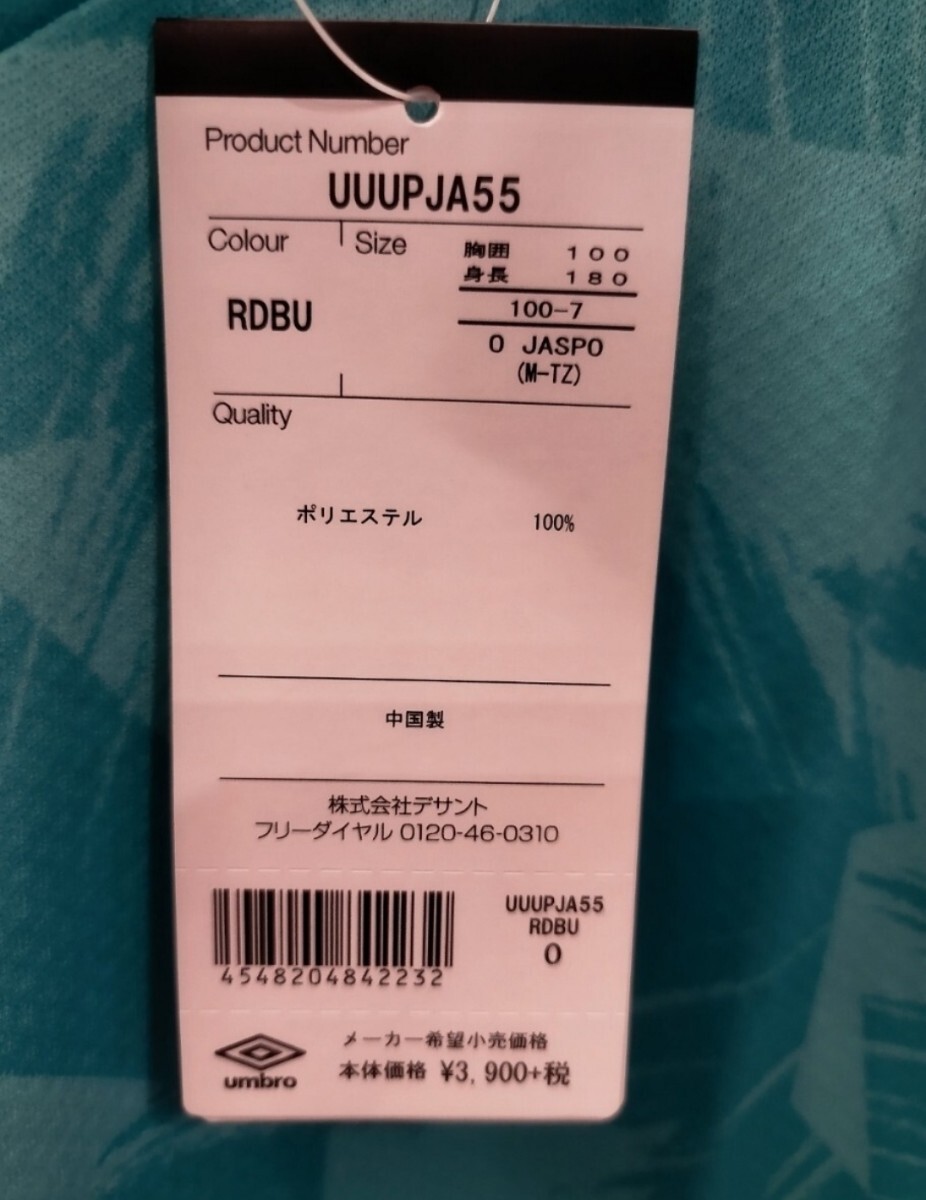 Product Number
UUUPJA55
Colour
Size
胸囲 100
身長 180
100-7
RDBU
O JASPO
(M-TZ)
Quality
ポリエステル 100%
中国製
株式会社デサント
フリーダイヤル 0120-46-0310
UUUPJA55
RDBU
O
4548204842232
umbro
メーカー希望小売価格
本体価格 ¥3,900+税